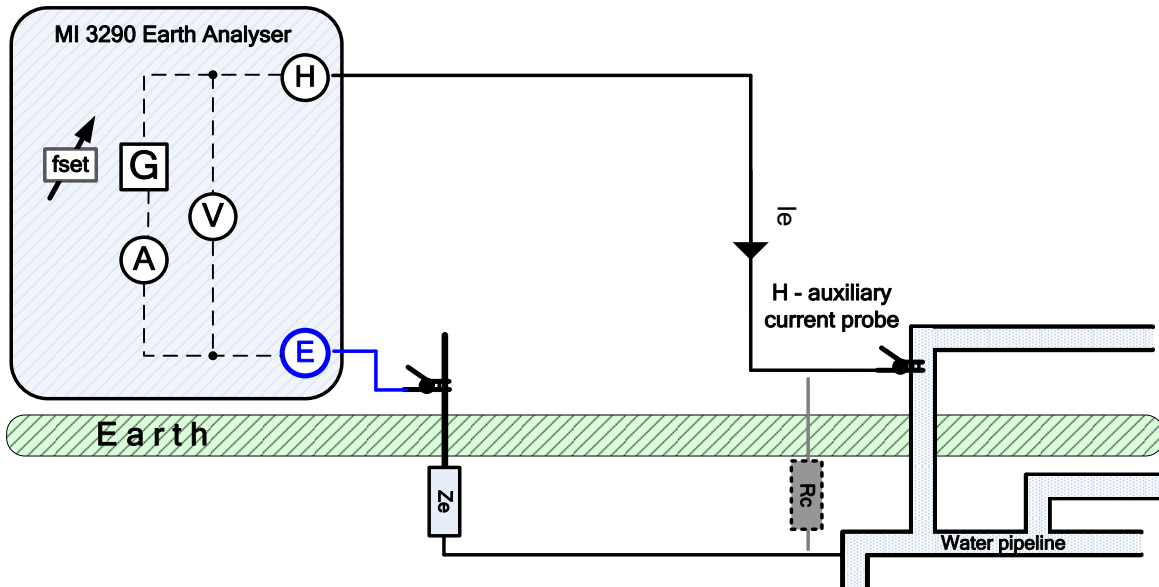 MI 3290 Earth Analyser
H
fset
G
V
A
E
Ie
H - auxiliary
current probe
Earth
Ze
Rc
Water pipeline